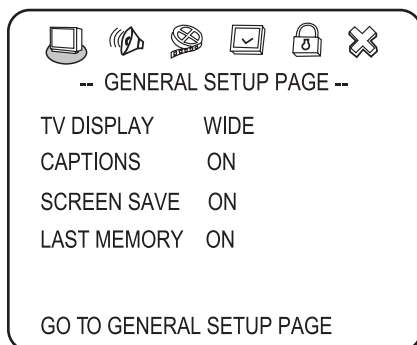 -- GENERAL SETUP PAGE --
TV DISPLAY WIDE
CAPTIONS ON
SCREEN SAVE ON
LAST MEMORY ON
GO TO GENERAL SETUP PAGE